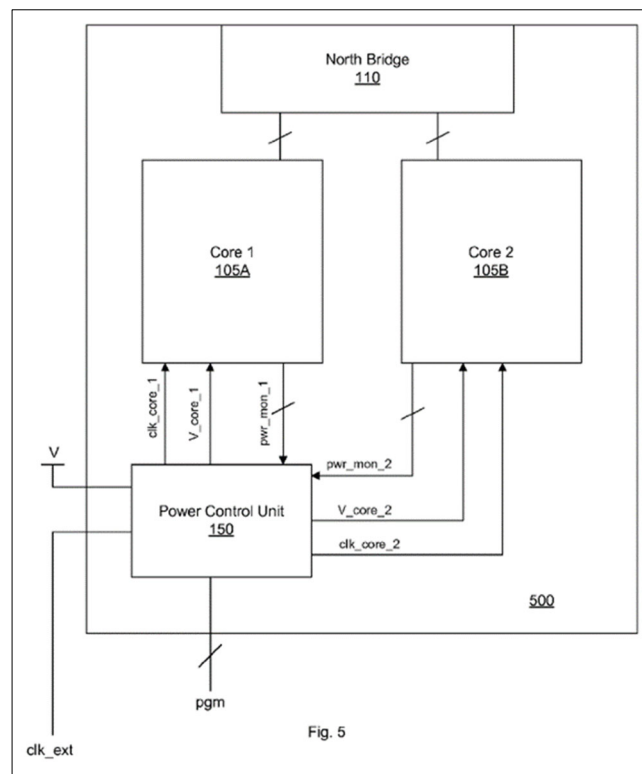 North Bridge
110
Core 1
105A
Core 2
105B
clk_core_1
V_core_1
pwr_mon_1
pwr_mon_2
V
Power Control Unit
150
V_core_2
clk_core_2
500
pgm
Fig. 5
clk_ext